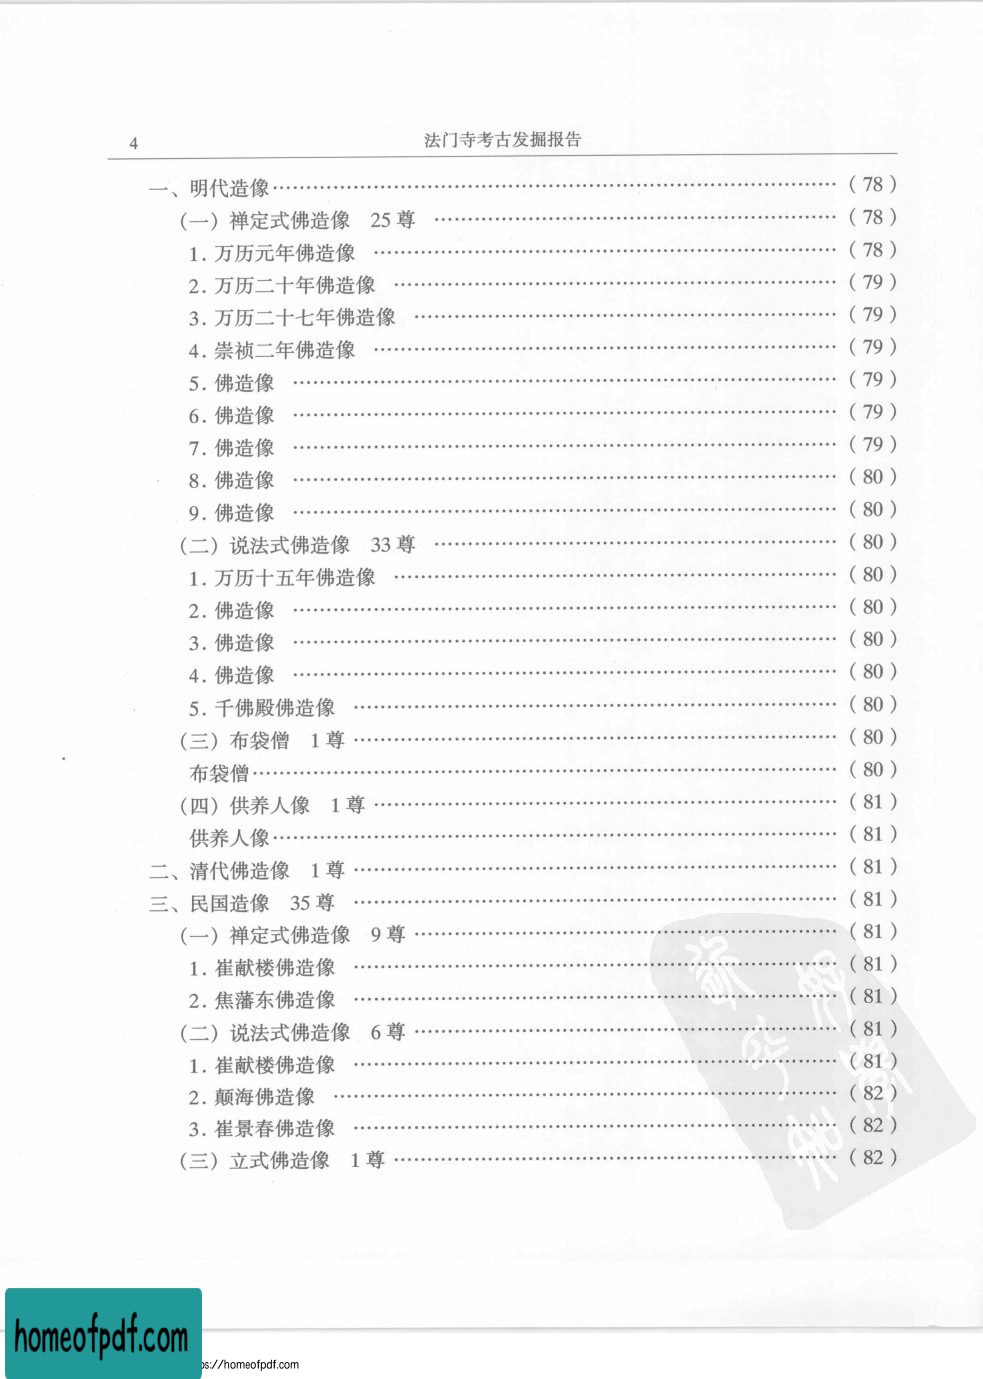 4 法门寺考古发掘报告
一、明代造像……………………………………………………（78）
（一）禅定式佛造像 25尊 ……………………………………（78）
1. 万历元年佛造像 ……………………………………………（78）
2. 万历二十年佛造像 …………………………………………（79）
3. 万历二十七年佛造像 ………………………………………（79）
4. 崇祯二年佛造像 ……………………………………………（79）
5. 佛造像 ………………………………………………………（79）
6. 佛造像 ………………………………………………………（79）
7. 佛造像 ………………………………………………………（79）
8. 佛造像 ………………………………………………………（80）
9. 佛造像 ………………………………………………………（80）
（二）说法式佛造像 33尊 ……………………………………（80）
1. 万历十五年佛造像 …………………………………………（80）
2. 佛造像 ………………………………………………………（80）
3. 佛造像 ………………………………………………………（80）
4. 佛造像 ………………………………………………………（80）
5. 千佛殿佛造像 ………………………………………………（80）
（三）布袋僧 1尊 ……………………………………………（80）
布袋僧……………………………………………………………（80）
（四）供养人像 1尊 …………………………………………（81）
供养人像…………………………………………………………（81）
二、清代佛造像 1尊 ……………………………………………（81）
三、民国造像 35尊 ……………………………………………（81）
（一）禅定式佛造像 9尊 ……………………………………（81）
1. 崔献楼佛造像 ………………………………………………（81）
2. 焦藩东佛造像 ………………………………………………（81）
（二）说法式佛造像 6尊 ……………………………………（81）
1. 崔献楼佛造像 ………………………………………………（81）
2. 颠海佛造像 …………………………………………………（82）
3. 崔景春佛造像 ………………………………………………（82）
（三）立式佛造像 1尊 ………………………………………（82）
homeofpdf.com
ps://homeofpdf.com